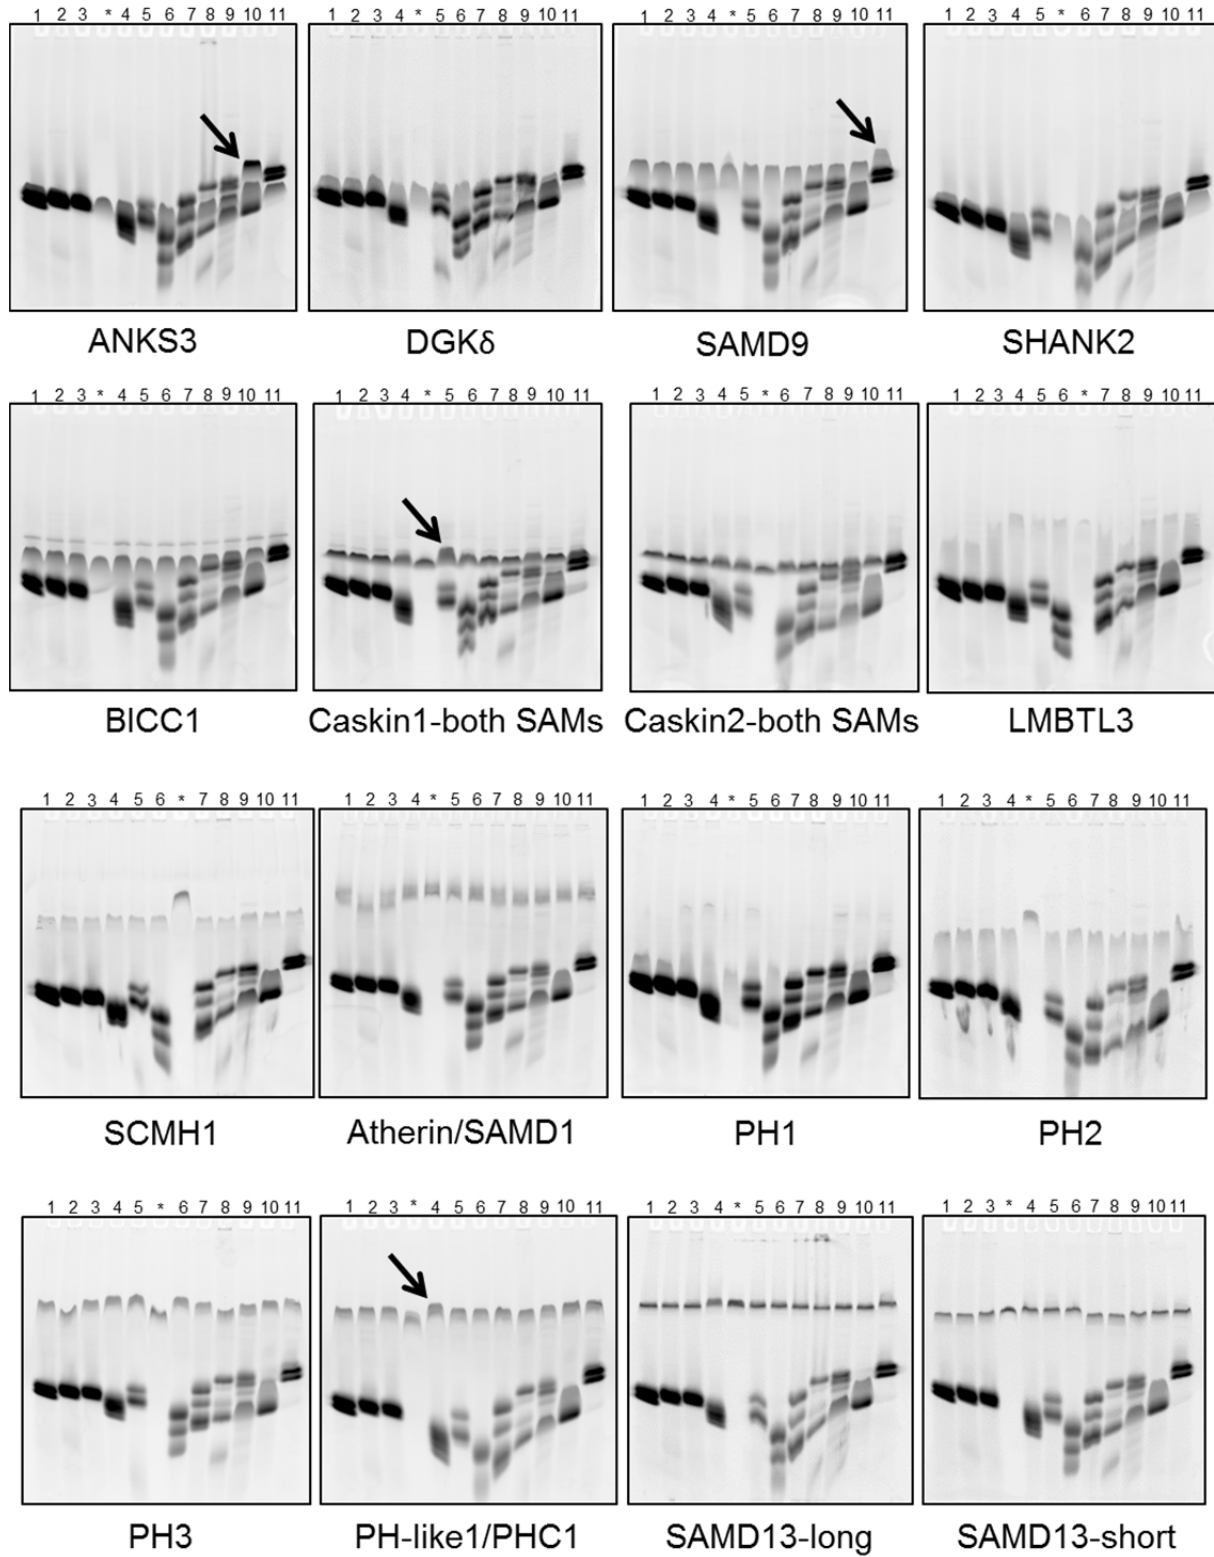 1 2 3 * 4 5 6 7 8 9 10 11
1 2 3 4 * 5 6 7 8 9 10 11
1 2 3 4 * 5 6 7 8 9 10 11
1 2 3 4 5 * 6 7 8 9 10 11
ANKS3
DGKδ
SAMD9
SHANK2
1 2 3 * 4 5 6 7 8 9 10 11
1 2 3 4 * 5 6 7 8 9 10 11
1 2 3 4 5 * 6 7 8 9 10 11
1 2 3 4 5 6 * 7 8 9 10 11
BICC1
Caskin1-both SAMs
Caskin2-both SAMs
LMBTL3
1 2 3 4 5 6 * 7 8 9 10 11
1 2 3 4 * 5 6 7 8 9 10 11
1 2 3 4 * 5 6 7 8 9 10 11
1 2 3 4 * 5 6 7 8 9 10 11
SCMH1
Atherin/SAMD1
PH1
PH2
1 2 3 4 5 * 6 7 8 9 10 11
1 2 3 * 4 5 6 7 8 9 10 11
1 2 3 4 * 5 6 7 8 9 10 11
1 2 3 * 4 5 6 7 8 9 10 11
PH3
PH-like1/PHC1
SAMD13-long
SAMD13-short